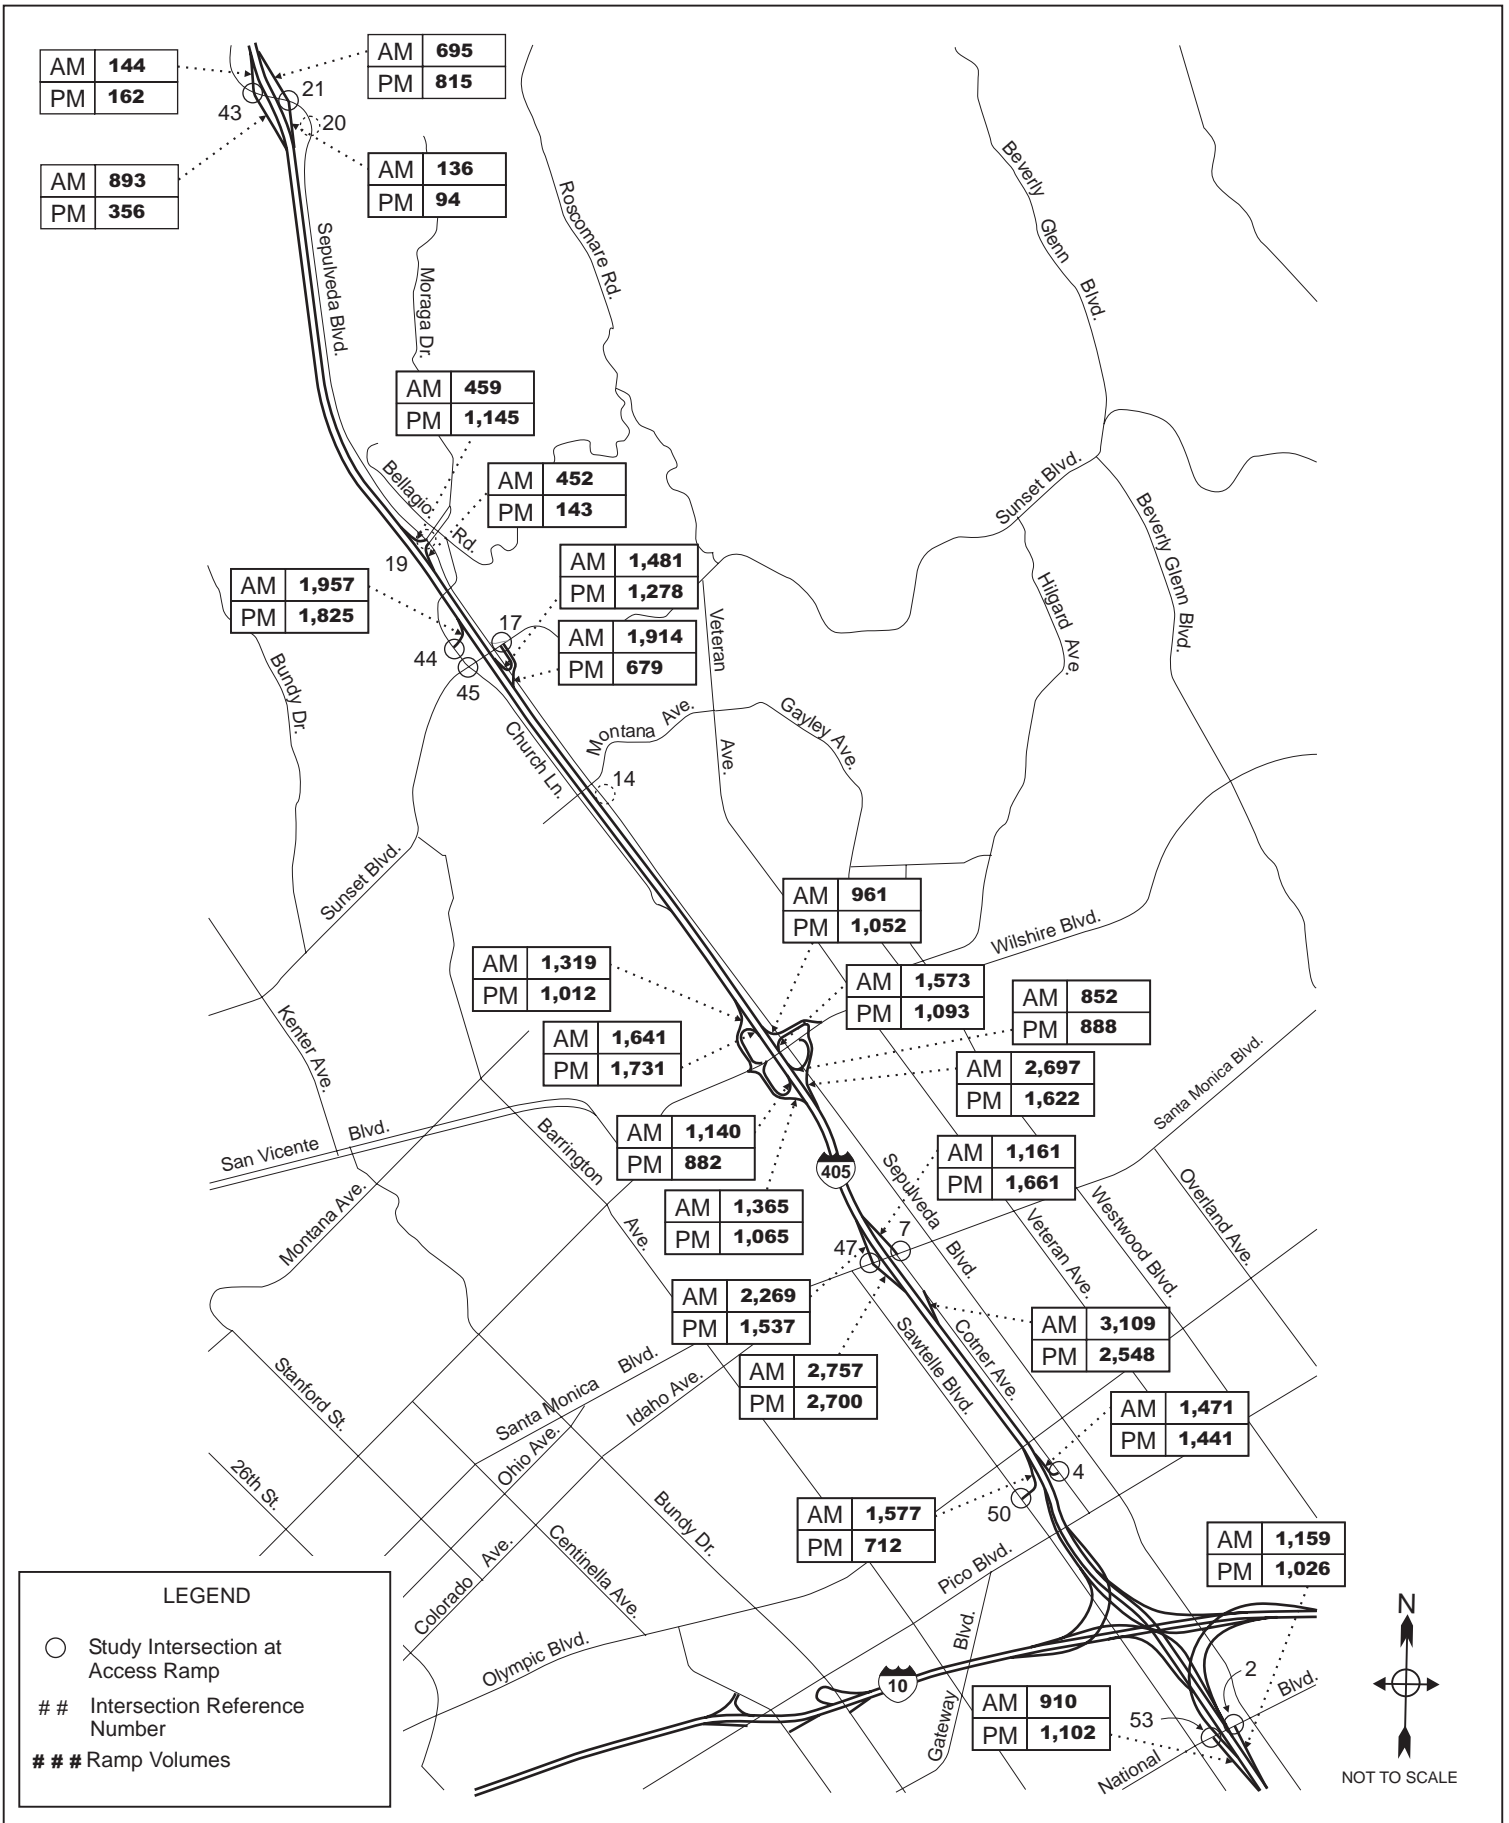 AM 144
PM 162
AM 695
PM 815
21
43
20
AM 893
PM 356
AM 136
PM 94
Sepulveda Blvd.
Moraga Dr.
Roscomare Rd.
Beverly Glenn Blvd.
AM 459
PM 1,145
Bellagio Rd.
AM 452
PM 143
Sunset Blvd.
Beverly Glenn Blvd.
19
AM 1,957
PM 1,825
AM 1,481
PM 1,278
17
AM 1,914
PM 679
44
45
Veteran Ave.
Hilgard Ave.
Bundy Dr.
Church Ln.
Montana Ave.
Gayley Ave.
14
Sunset Blvd.
AM 961
PM 1,052
Wilshire Blvd.
AM 1,319
PM 1,012
AM 1,573
PM 1,093
AM 852
PM 888
Kenter Ave.
AM 1,641
PM 1,731
AM 2,697
PM 1,622
Santa Monica Blvd.
San Vicente Blvd.
Barrington Ave.
AM 1,140
PM 882
405
AM 1,161
PM 1,661
Montana Ave.
AM 1,365
PM 1,065
Sepulveda Blvd.
Veteran Ave.
Westwood Blvd.
Overland Ave.
47
7
AM 2,269
PM 1,537
AM 3,109
PM 2,548
Sawtelle Blvd.
Cotner Ave.
Stanford St.
Santa Monica Blvd.
Idaho Ave.
AM 2,757
PM 2,700
AM 1,471
PM 1,441
Ohio Ave.
26th St.
4
50
AM 1,577
PM 712
Bundy Dr.
Centinella Ave.
Colorado Ave.
Pico Blvd.
AM 1,159
PM 1,026
Olympic Blvd.
Gateway Blvd.
10
AM 910
PM 1,102
53
2
National Blvd.
LEGEND
Study Intersection at
Access Ramp
# # Intersection Reference
Number
# # # Ramp Volumes
N
NOT TO SCALE